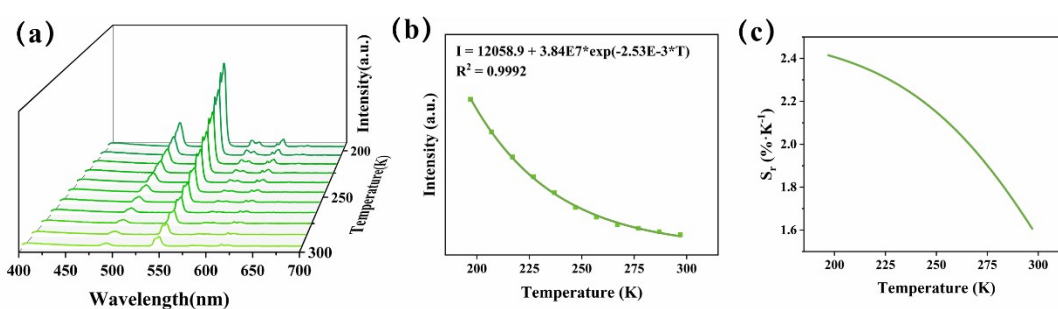 (a)
Intensity(a.u.)
200
250
300
Temperature(K)
400 450 500 550 600 650 700
Wavelength(nm)
(b)
I = 12058.9 + 3.84E7*exp(-2.53E-3*T)
R² = 0.9992
Intensity (a.u.)
200 225 250 275 300
Temperature (K)
(c)
2.4
2.2
2.0
1.8
1.6
Sᵣ (%·K⁻¹)
200 225 250 275 300
Temperature (K)